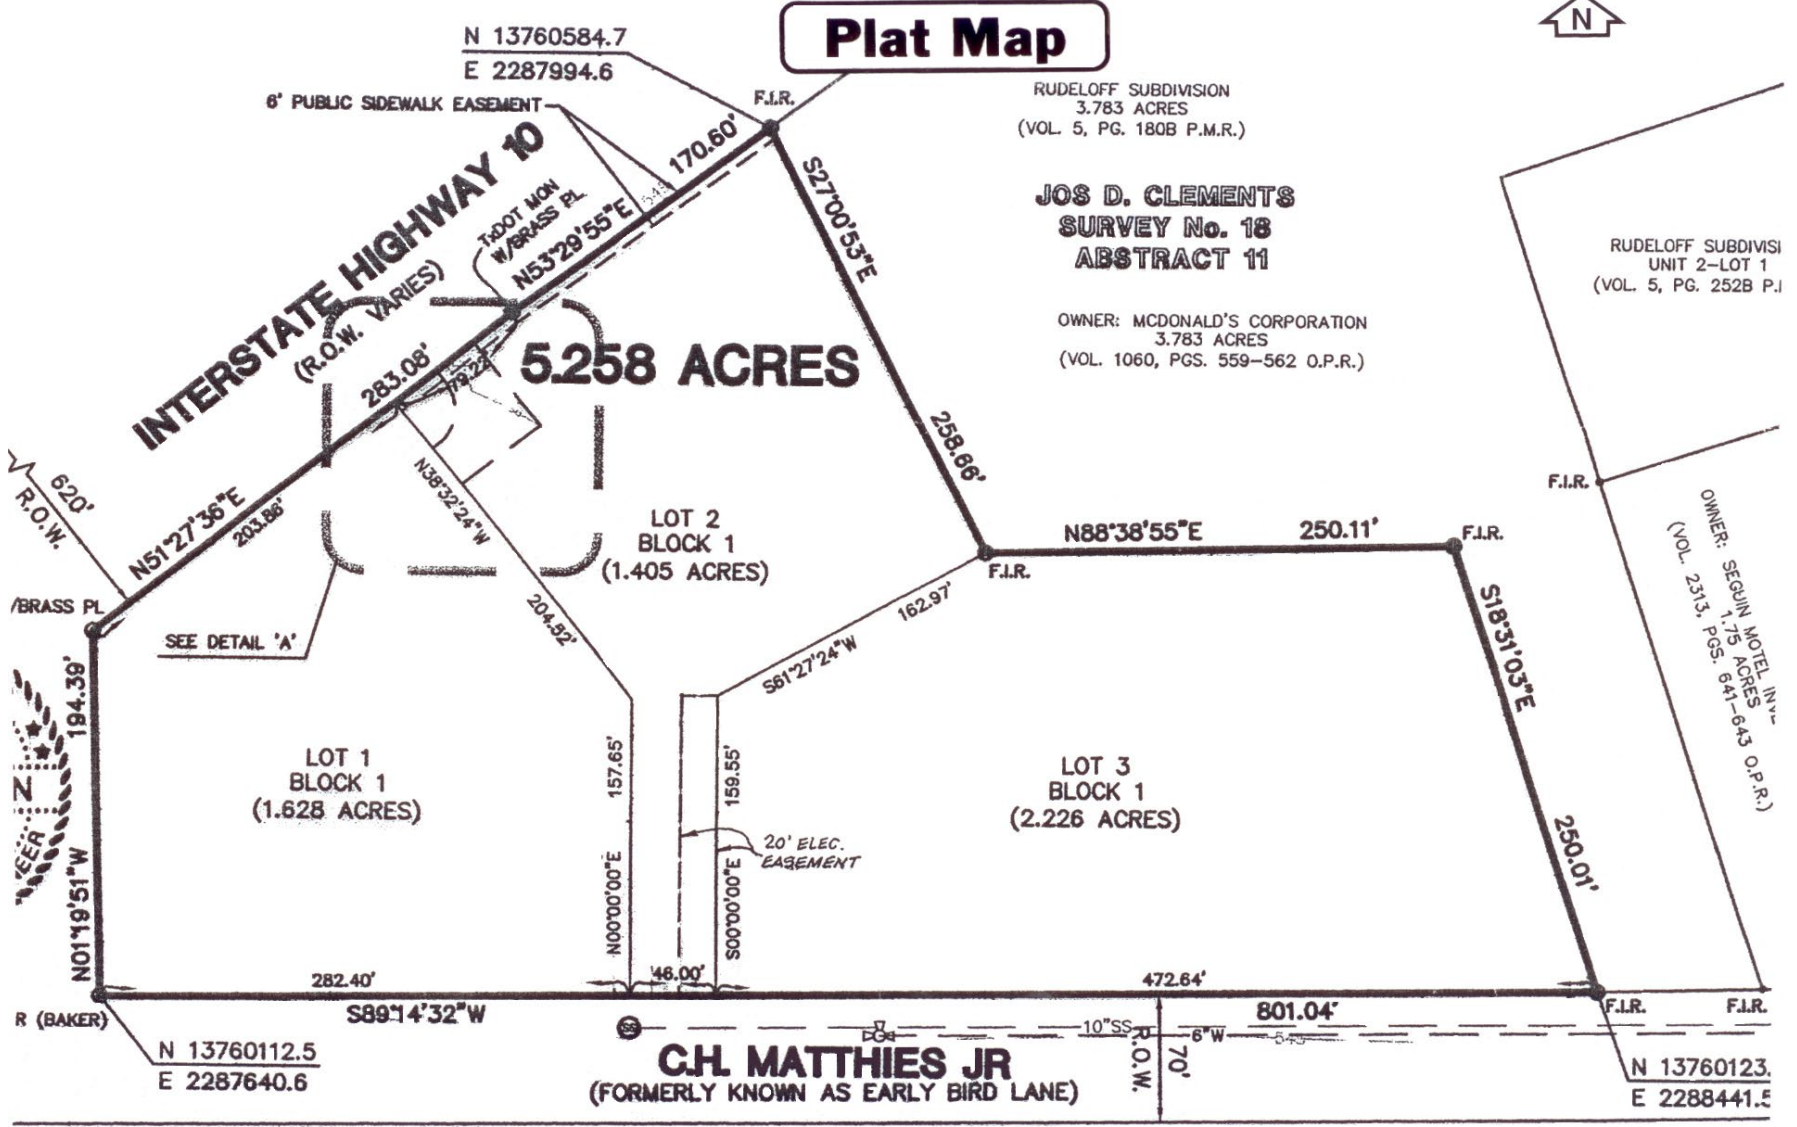 Plat Map
N
N 13760584.7
E 2287994.6
6' PUBLIC SIDEWALK EASEMENT
F.I.R.
170.60'
N53°29'55"E
TxDOT MON
W/BRASS PL
INTERSTATE HIGHWAY 10
(R.O.W. VARIES)
283.08'
79.22'
N51°27'36"E
203.86'
620'
R.O.W.
/BRASS PL
SEE DETAIL 'A'
5.258 ACRES
S27°00'53"E
258.66'
RUDELOFF SUBDIVISION
3.783 ACRES
(VOL. 5, PG. 180B P.M.R.)
JOS D. CLEMENTS
SURVEY No. 18
ABSTRACT 11
OWNER: MCDONALD'S CORPORATION
3.783 ACRES
(VOL. 1060, PGS. 559-562 O.P.R.)
RUDELOFF SUBDIVISI
UNIT 2-LOT 1
(VOL. 5, PG. 252B P.
F.I.R.
OWNER: SEGUIN MOTEL
1.75 ACRES
(VOL. 2313, PGS. 641-643 O.P.R.)
N38°32'24"W
204.52'
LOT 2
BLOCK 1
(1.405 ACRES)
N88°38'55"E
250.11'
F.I.R.
F.I.R.
S18°31'03"E
250.01'
162.97'
S61°27'24"W
194.39'
N01°19'51"W
LOT 1
BLOCK 1
(1.628 ACRES)
157.65'
N00°00'00"E
159.55'
S00°00'00"E
20' ELEC.
EASEMENT
LOT 3
BLOCK 1
(2.226 ACRES)
N
EER
282.40'
46.00'
472.64'
S89°14'32"W
801.04'
F.I.R.
F.I.R.
R (BAKER)
N 13760112.5
E 2287640.6
SS
10"SS
6"W
545
R.O.W.
70'
C.H. MATTHIES JR
(FORMERLY KNOWN AS EARLY BIRD LANE)
N 13760123.
E 2288441.5